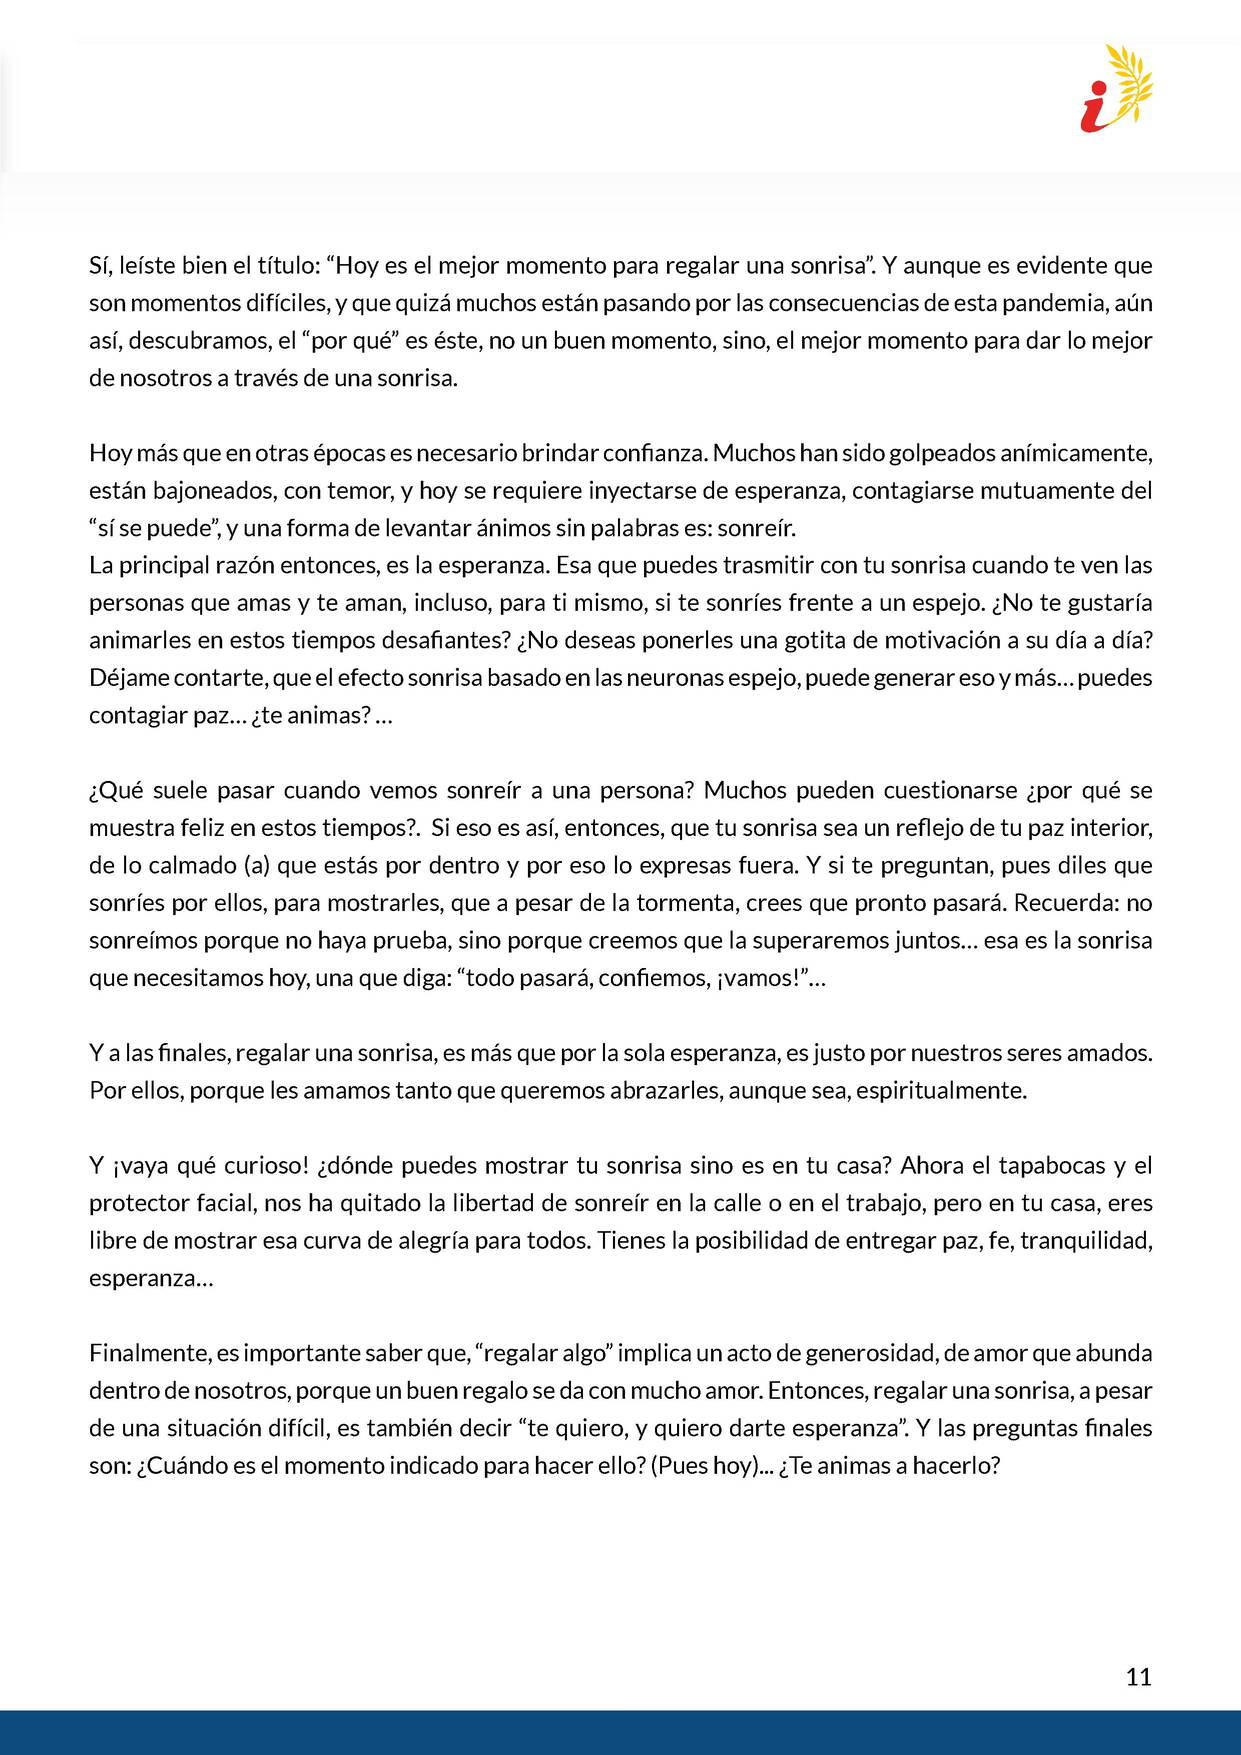 Sí, leíste bien el título: “Hoy es el mejor momento para regalar una sonrisa”. Y aunque es evidente que
son momentos difíciles, y que quizá muchos están pasando por las consecuencias de esta pandemia, aún
así, descubramos, el “por qué” es éste, no un buen momento, sino, el mejor momento para dar lo mejor
de nosotros a través de una sonrisa.
Hoy más que en otras épocas es necesario brindar confianza. Muchos han sido golpeados anímicamente,
están bajoneados, con temor, y hoy se requiere inyectarse de esperanza, contagiarse mutuamente del
“sí se puede”, y una forma de levantar ánimos sin palabras es: sonreír.
La principal razón entonces, es la esperanza. Esa que puedes trasmitir con tu sonrisa cuando te ven las
personas que amas y te aman, incluso, para ti mismo, si te sonríes frente a un espejo. ¿No te gustaría
animarles en estos tiempos desafiantes? ¿No deseas ponerles una gotita de motivación a su día a día?
Déjame contarte, que el efecto sonrisa basado en las neuronas espejo, puede generar eso y más… puedes
contagiar paz… ¿te animas? …
¿Qué suele pasar cuando vemos sonreír a una persona? Muchos pueden cuestionarse ¿por qué se
muestra feliz en estos tiempos?.  Si eso es así, entonces, que tu sonrisa sea un reflejo de tu paz interior,
de lo calmado (a) que estás por dentro y por eso lo expresas fuera. Y si te preguntan, pues diles que
sonríes por ellos, para mostrarles, que a pesar de la tormenta, crees que pronto pasará. Recuerda: no
sonreímos porque no haya prueba, sino porque creemos que la superaremos juntos… esa es la sonrisa
que necesitamos hoy, una que diga: “todo pasará, confiemos, ¡vamos!”…
Y a las finales, regalar una sonrisa, es más que por la sola esperanza, es justo por nuestros seres amados.
Por ellos, porque les amamos tanto que queremos abrazarles, aunque sea, espiritualmente.
Y ¡vaya qué curioso! ¿dónde puedes mostrar tu sonrisa sino es en tu casa? Ahora el tapabocas y el
protector facial, nos ha quitado la libertad de sonreír en la calle o en el trabajo, pero en tu casa, eres
libre de mostrar esa curva de alegría para todos. Tienes la posibilidad de entregar paz, fe, tranquilidad,
esperanza…
Finalmente, es importante saber que, “regalar algo” implica un acto de generosidad, de amor que abunda
dentro de nosotros, porque un buen regalo se da con mucho amor. Entonces, regalar una sonrisa, a pesar
de una situación difícil, es también decir “te quiero, y quiero darte esperanza”. Y las preguntas finales
son: ¿Cuándo es el momento indicado para hacer ello? (Pues hoy)... ¿Te animas a hacerlo?
11